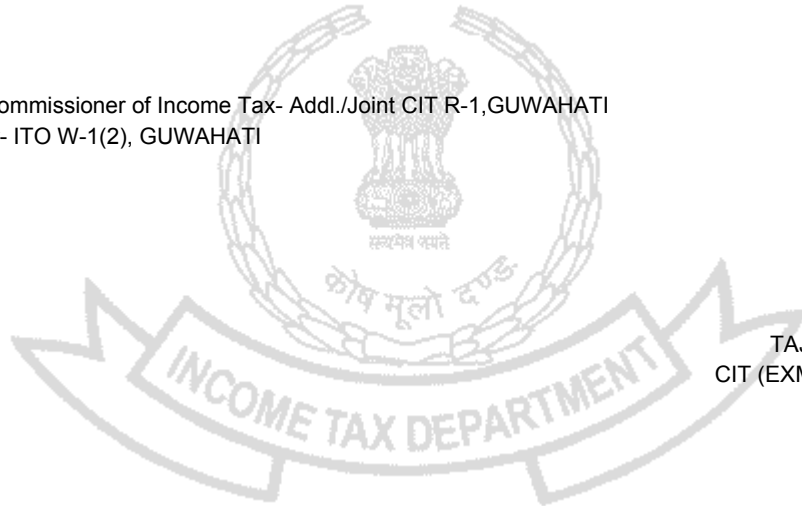 ommissioner of Income Tax- Addl./Joint CIT R-1,GUWAHATI
- ITO W-1(2), GUWAHATI
सत्यमेव जयते
कोष मूलो दण्ड:
TAJ
CIT (EXM
INCOME TAX DEPARTMENT